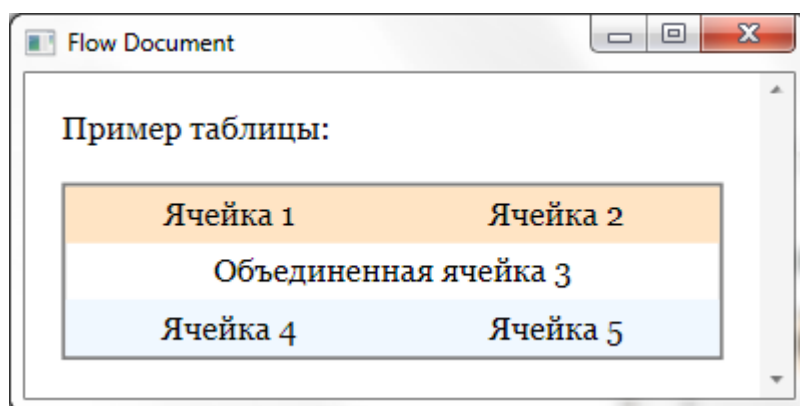 Flow Document
Пример таблицы:
Ячейка 1 Ячейка 2
Объединенная ячейка 3
Ячейка 4 Ячейка 5